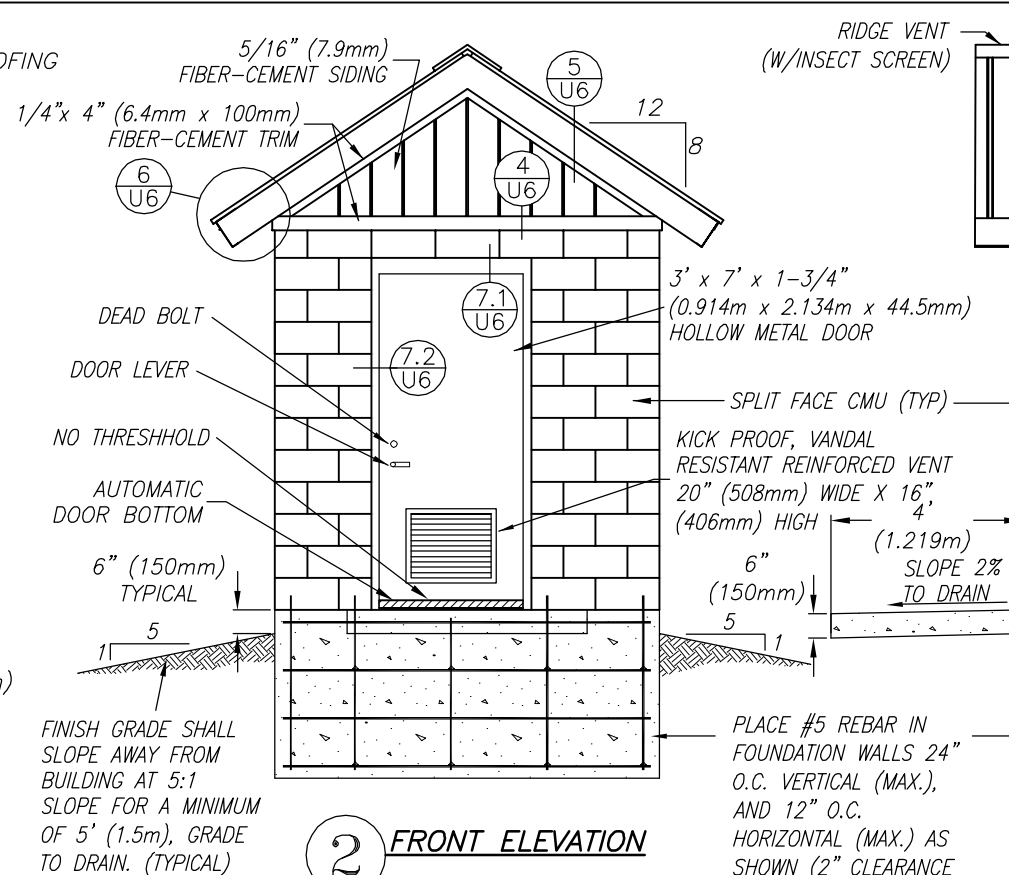 OFING
5/16" (7.9mm)
FIBER-CEMENT SIDING
1/4"x 4" (6.4mm x 100mm)
FIBER-CEMENT TRIM
6
U6
5
U6
4
U6
12
8
RIDGE VENT
(W/INSECT SCREEN)
7.1
U6
7.2
U6
3' x 7' x 1-3/4"
(0.914m x 2.134m x 44.5mm)
HOLLOW METAL DOOR
DEAD BOLT
DOOR LEVER
NO THRESHHOLD
AUTOMATIC
DOOR BOTTOM
6" (150mm)
TYPICAL
SPLIT FACE CMU (TYP)
KICK PROOF, VANDAL
RESISTANT REINFORCED VENT
20" (508mm) WIDE X 16"
(406mm) HIGH
4'
(1.219m)
SLOPE 2%
TO DRAIN
6"
(150mm)
5
1
5
1
)
FINISH GRADE SHALL
SLOPE AWAY FROM
BUILDING AT 5:1
SLOPE FOR A MINIMUM
OF 5' (1.5m), GRADE
TO DRAIN. (TYPICAL)
PLACE #5 REBAR IN
FOUNDATION WALLS 24"
O.C. VERTICAL (MAX.),
AND 12" O.C.
HORIZONTAL (MAX.) AS
SHOWN (2" CLEARANCE
2
FRONT ELEVATION